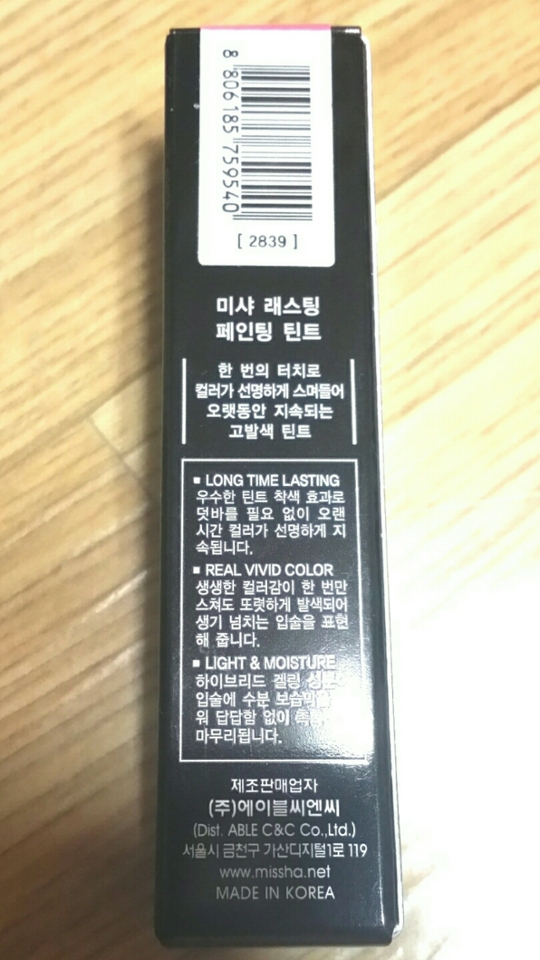 8 806185 759540
[ 2839 ]
미샤 래스팅
페인팅 틴트
한 번의 터치로
컬러가 선명하게 스며들어
오랫동안 지속되는
고발색 틴트
■ LONG TIME LASTING
우수한 틴트 착색 효과로
덧바를 필요 없이 오랜
시간 컬러가 선명하게 지
속됩니다.
■ REAL VIVID COLOR
생생한 컬러감이 한 번만
스쳐도 또렷하게 발색되어
생기 넘치는 입술을 표현
해 줍니다.
■ LIGHT & MOISTURE
하이브리드 겔링
입술에 수분
워 답답함 없이
마무리됩니다.
제조판매업자
(주)에이블씨엔씨
(Dist. ABLE C&C Co.,Ltd.)
서울시 금천구 가산디지털1로 119
www.missha.net
MADE IN KOREA